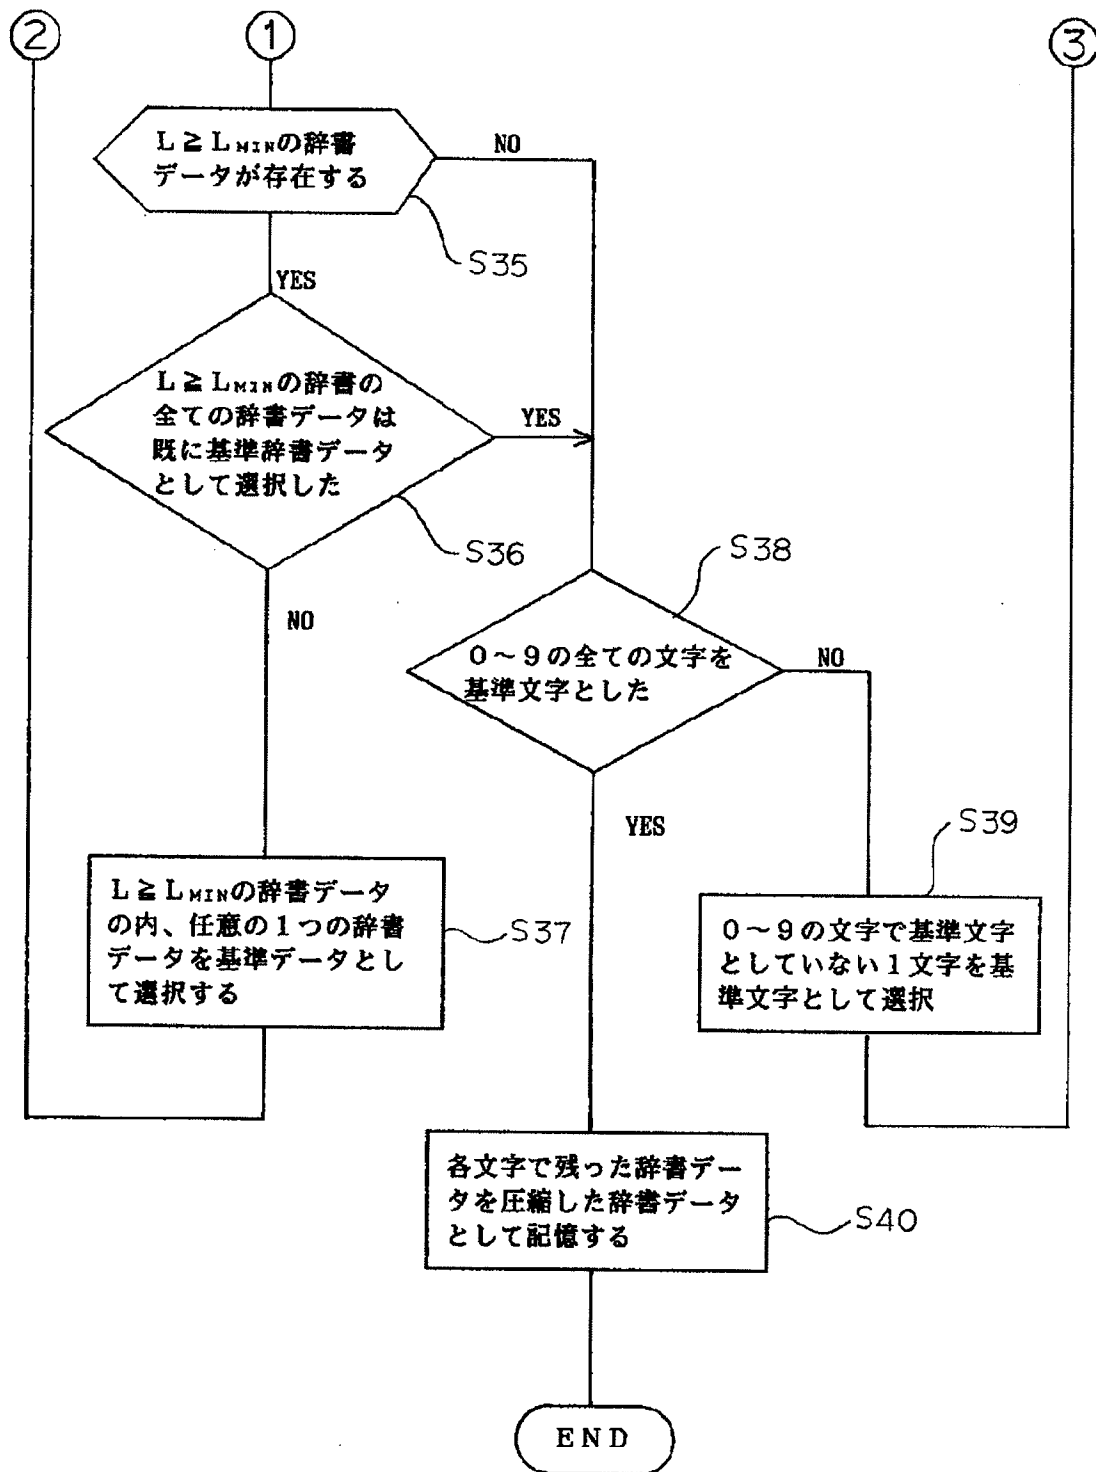 ②
①
③
L≧LMINの辞書
データが存在する
NO
S35
YES
L≧LMINの辞書の
全ての辞書データは
既に基準辞書データ
として選択した
YES
S36
NO
S38
0～9の全ての文字を
基準文字とした
NO
YES
S39
L≧LMINの辞書データ
の内、任意の1つの辞書
データを基準データとし
て選択する
S37
0～9の文字で基準文字
としていない1文字を基
準文字として選択
各文字で残った辞書デー
タを圧縮した辞書データ
として記憶する
S40
END